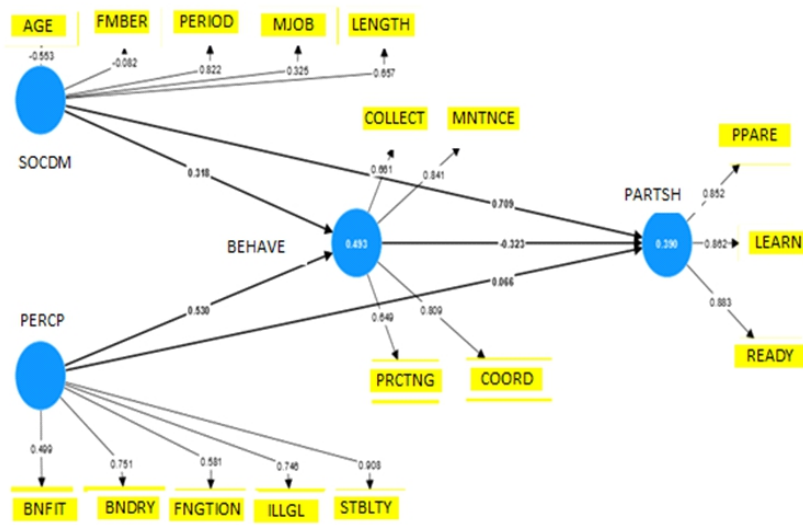 AGE FMBER PERIOD MJOB LENGTH
-0.553 -0.082 0.822 0.325 0.657
SOCDM
COLLECT MNTNCE
0.318
0.661 0.841
PPARE
0.709
PARTSH
0.852
BEHAVE
0.493
-0.323
0.390
0.862
LEARN
0.530
0.066
0.883
PERCP
0.649 0.809
READY
PRCTNG COORD
0.499 0.751 0.581 0.746 0.908
BNFIT BNDRY FNGTION ILLGL STBLTY